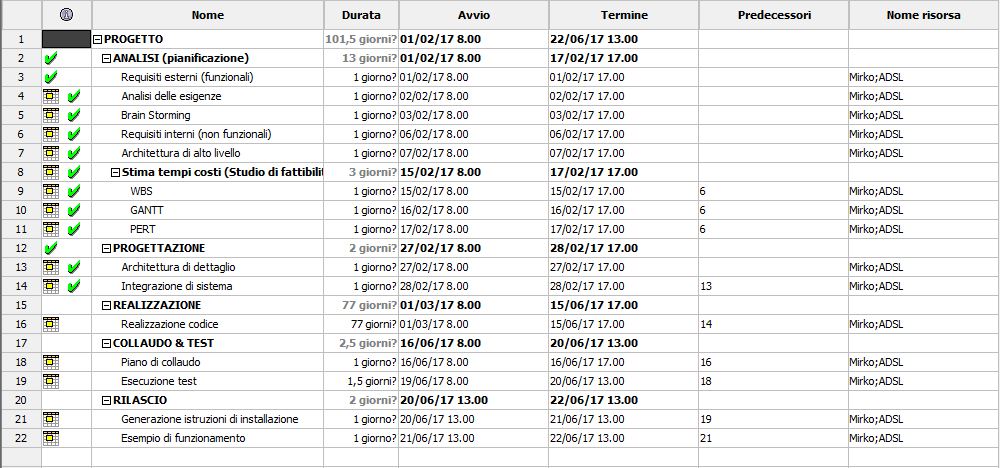 Nome Durata Avvio Termine Predecessori Nome risorsa
1 PROGETTO 101,5 giorni? 01/02/17 8.00 22/06/17 13.00
2 ANALISI (pianificazione) 13 giorni? 01/02/17 8.00 17/02/17 17.00
3 Requisiti esterni (funzionali) 1 giorno? 01/02/17 8.00 01/02/17 17.00 Mirko;ADSL
4 Analisi delle esigenze 1 giorno? 02/02/17 8.00 02/02/17 17.00 Mirko;ADSL
5 Brain Storming 1 giorno? 03/02/17 8.00 03/02/17 17.00 Mirko;ADSL
6 Requisiti interni (non funzionali) 1 giorno? 06/02/17 8.00 06/02/17 17.00 Mirko;ADSL
7 Architettura di alto livello 1 giorno? 07/02/17 8.00 07/02/17 17.00 Mirko;ADSL
8 Stima tempi costi (Studio di fattibilit 3 giorni? 15/02/17 8.00 17/02/17 17.00
9 WBS 1 giorno? 15/02/17 8.00 15/02/17 17.00 6 Mirko;ADSL
10 GANTT 1 giorno? 16/02/17 8.00 16/02/17 17.00 6 Mirko;ADSL
11 PERT 1 giorno? 17/02/17 8.00 17/02/17 17.00 6 Mirko;ADSL
12 PROGETTAZIONE 2 giorni? 27/02/17 8.00 28/02/17 17.00
13 Architettura di dettaglio 1 giorno? 27/02/17 8.00 27/02/17 17.00 Mirko;ADSL
14 Integrazione di sistema 1 giorno? 28/02/17 8.00 28/02/17 17.00 13 Mirko;ADSL
15 REALIZZAZIONE 77 giorni? 01/03/17 8.00 15/06/17 17.00
16 Realizzazione codice 77 giorni? 01/03/17 8.00 15/06/17 17.00 14 Mirko;ADSL
17 COLLAUDO & TEST 2,5 giorni? 16/06/17 8.00 20/06/17 13.00
18 Piano di collaudo 1 giorno? 16/06/17 8.00 16/06/17 17.00 16 Mirko;ADSL
19 Esecuzione test 1,5 giorni? 19/06/17 8.00 20/06/17 13.00 18 Mirko;ADSL
20 RILASCIO 2 giorni? 20/06/17 13.00 22/06/17 13.00
21 Generazione istruzioni di installazione 1 giorno? 20/06/17 13.00 21/06/17 13.00 19 Mirko;ADSL
22 Esempio di funzionamento 1 giorno? 21/06/17 13.00 22/06/17 13.00 21 Mirko;ADSL